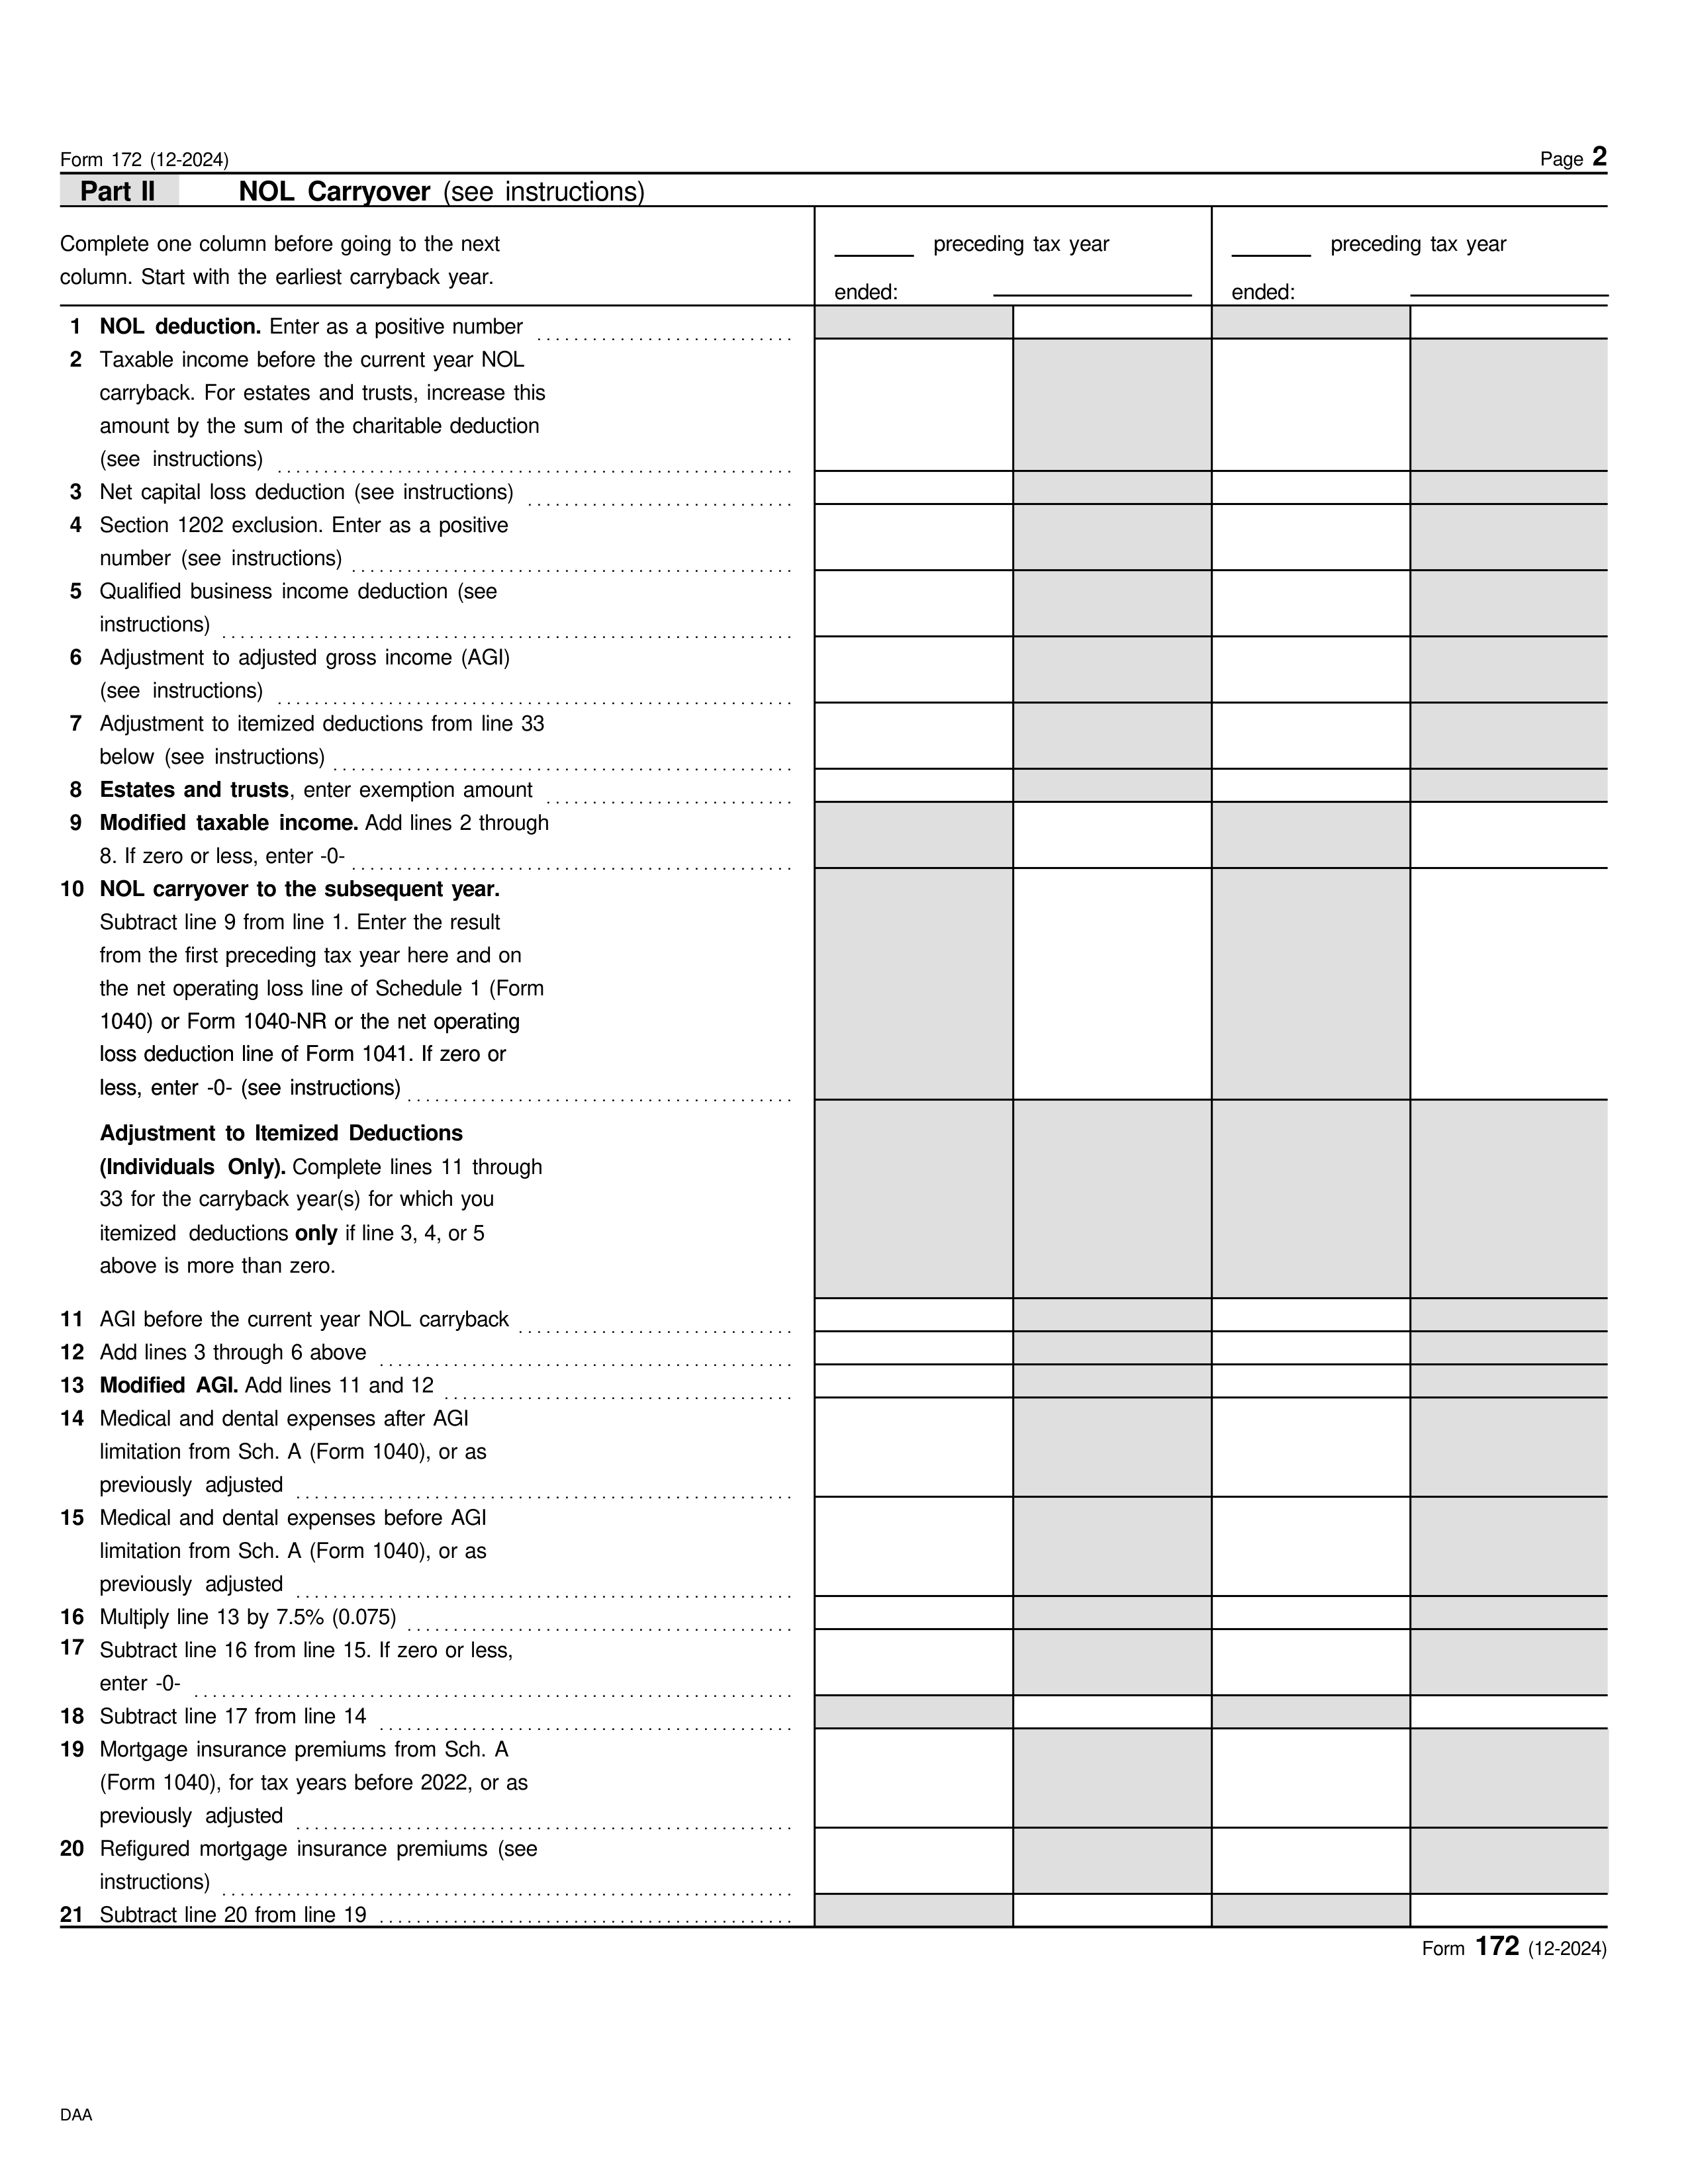 Form 172 (12-2024) Page 2
Part II NOL Carryover (see instructions)
Complete one column before going to the next
column. Start with the earliest carryback year.
preceding tax year
ended:
preceding tax year
ended:
1 NOL deduction. Enter as a positive number
2 Taxable income before the current year NOL
carryback. For estates and trusts, increase this
amount by the sum of the charitable deduction
(see instructions)
3 Net capital loss deduction (see instructions)
4 Section 1202 exclusion. Enter as a positive
number (see instructions)
5 Qualified business income deduction (see
instructions)
6 Adjustment to adjusted gross income (AGI)
(see instructions)
7 Adjustment to itemized deductions from line 33
below (see instructions)
8 Estates and trusts, enter exemption amount
9 Modified taxable income. Add lines 2 through
8. If zero or less, enter -0-
10 NOL carryover to the subsequent year.
Subtract line 9 from line 1. Enter the result
from the first preceding tax year here and on
the net operating loss line of Schedule 1 (Form
1040) or Form 1040-NR or the net operating
loss deduction line of Form 1041. If zero or
less, enter -0- (see instructions)
Adjustment to Itemized Deductions
(Individuals Only). Complete lines 11 through
33 for the carryback year(s) for which you
itemized deductions only if line 3, 4, or 5
above is more than zero.
11 AGI before the current year NOL carryback
12 Add lines 3 through 6 above
13 Modified AGI. Add lines 11 and 12
14 Medical and dental expenses after AGI
limitation from Sch. A (Form 1040), or as
previously adjusted
15 Medical and dental expenses before AGI
limitation from Sch. A (Form 1040), or as
previously adjusted
16 Multiply line 13 by 7.5% (0.075)
17 Subtract line 16 from line 15. If zero or less,
enter -0-
18 Subtract line 17 from line 14
19 Mortgage insurance premiums from Sch. A
(Form 1040), for tax years before 2022, or as
previously adjusted
20 Refigured mortgage insurance premiums (see
instructions)
21 Subtract line 20 from line 19
Form 172 (12-2024)
DAA